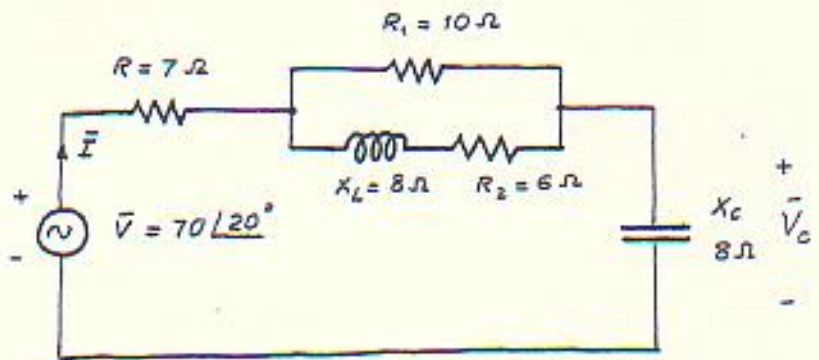 R₁ = 10 Ω
R = 7 Ω
Ī
X_L = 8 Ω
R₂ = 6 Ω
+
V̄ = 70 ∠20°
-
X_C
8 Ω
+
V̄_c
-